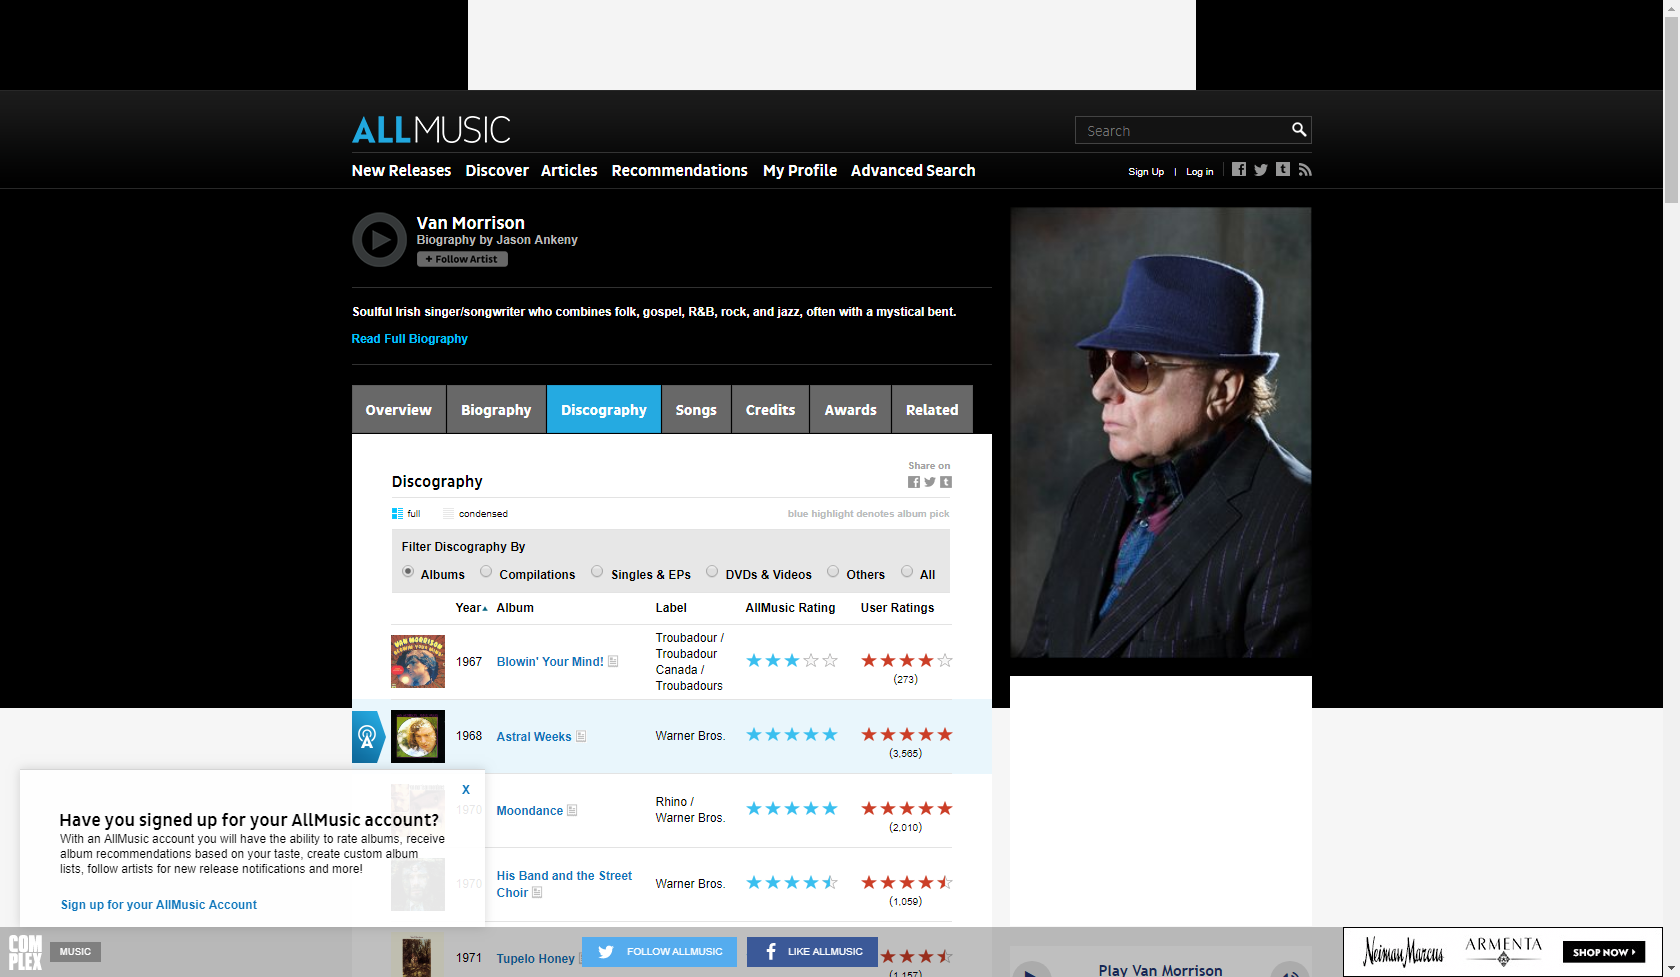 ALLMUSIC
Search
New Releases Discover Articles Recommendations My Profile Advanced Search
Sign Up | Log in
Van Morrison
Biography by Jason Ankeny
+ Follow Artist
Soulful Irish singer/songwriter who combines folk, gospel, R&B, rock, and jazz, often with a mystical bent.
Read Full Biography
Overview Biography Discography Songs Credits Awards Related
Share on
Discography
full condensed blue highlight denotes album pick
Filter Discography By
Albums Compilations Singles & EPs DVDs & Videos Others All
Year Album Label AllMusic Rating User Ratings
VAN MORRISON
BLOWIN' YOUR MIND!
1967 Blowin' Your Mind! Troubadour /
Troubadour
Canada /
Troubadours
(273)
1968 Astral Weeks Warner Bros.
(3,565)
1970 Moondance Rhino /
Warner Bros.
(2,010)
1970 His Band and the Street
Choir Warner Bros.
(1,059)
1971 Tupelo Honey
(1,157)
X
Have you signed up for your AllMusic account?
With an AllMusic account you will have the ability to rate albums, receive
album recommendations based on your taste, create custom album
lists, follow artists for new release notifications and more!
Sign up for your AllMusic Account
COM
PLEX
MUSIC
FOLLOW ALLMUSIC LIKE ALLMUSIC
Play Van Morrison
Neiman Marcus ARMENTA SHOP NOW